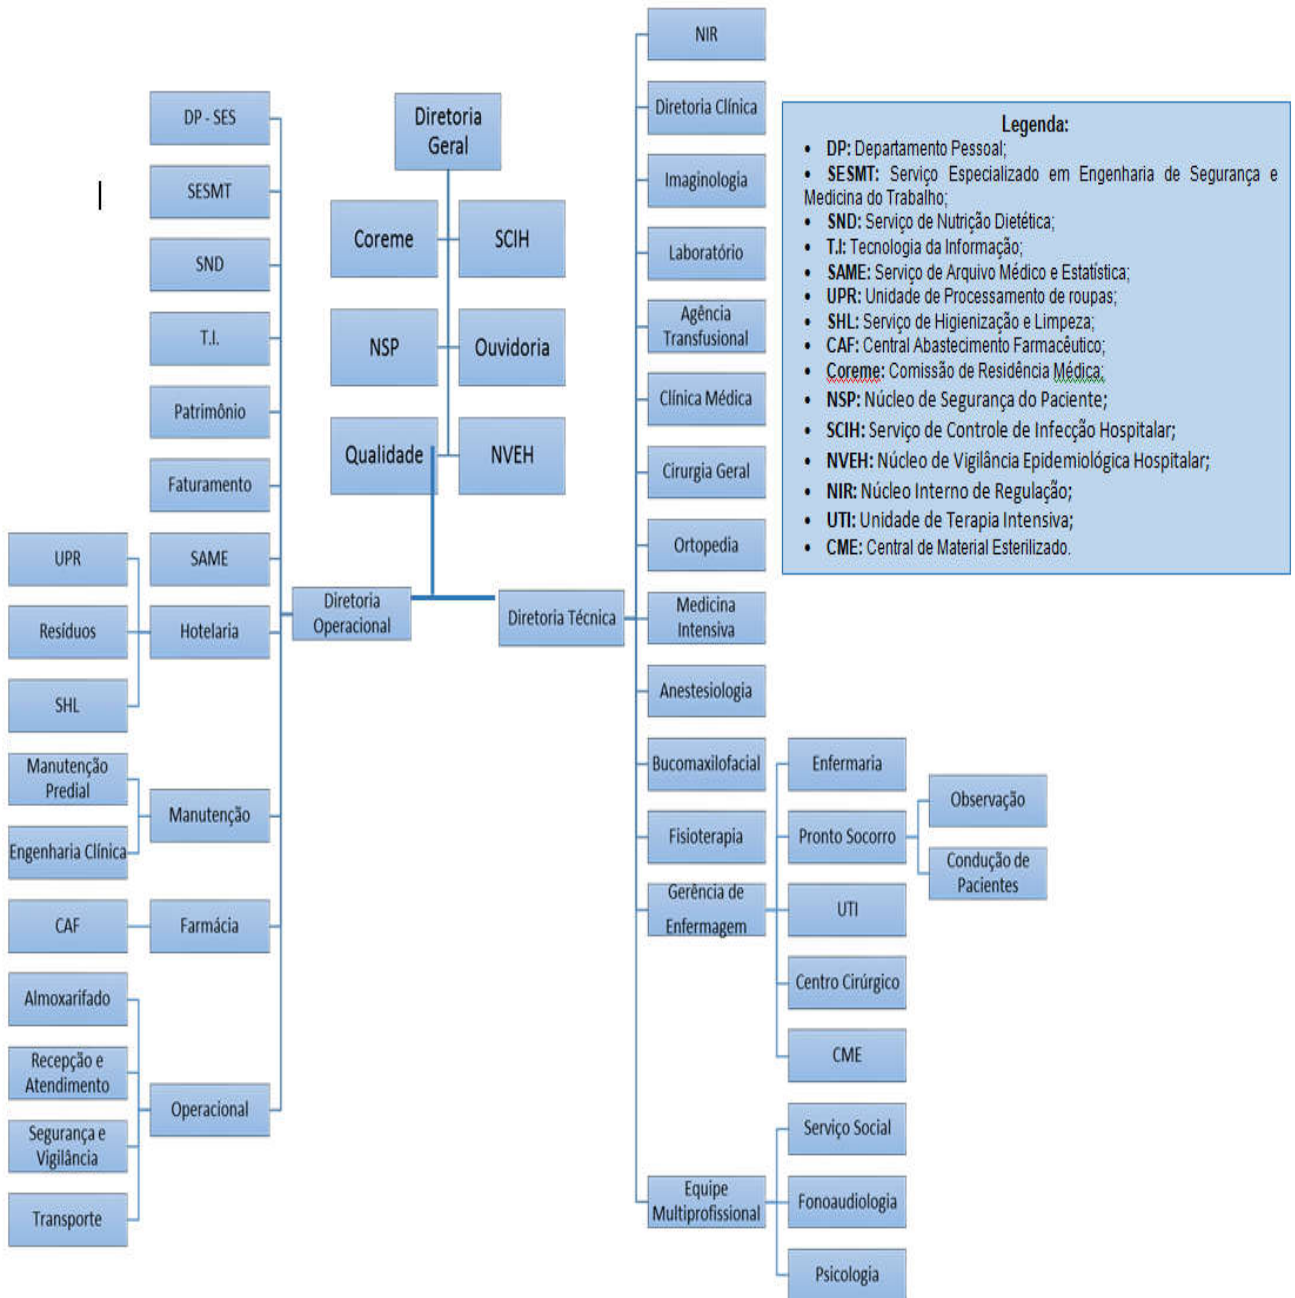 NIR
Diretoria Clínica
Imaginologia
Laboratório
Agência
Transfusional
Clínica Médica
Cirurgia Geral
Ortopedia
Medicina
Intensiva
Anestesiologia
Bucomaxilofacial
Fisioterapia
Gerência de
Enfermagem
Equipe
Multiprofissional
Diretoria
Geral
Coreme
SCIH
NSP
Ouvidoria
Qualidade
NVEH
Diretoria
Operacional
Diretoria Técnica
DP - SES
SESMT
SND
T.I.
Patrimônio
Faturamento
SAME
Hotelaria
Manutenção
Farmácia
Operacional
UPR
Resíduos
SHL
Manutenção
Predial
Engenharia Clínica
CAF
Almoxarifado
Recepção e
Atendimento
Segurança e
Vigilância
Transporte
Enfermaria
Pronto Socorro
UTI
Centro Cirúrgico
CME
Observação
Condução de
Pacientes
Serviço Social
Fonoaudiologia
Psicologia
Legenda:
• DP: Departamento Pessoal;
• SESMT: Serviço Especializado em Engenharia de Segurança e
Medicina do Trabalho;
• SND: Serviço de Nutrição Dietética;
• T.I: Tecnologia da Informação;
• SAME: Serviço de Arquivo Médico e Estatística;
• UPR: Unidade de Processamento de roupas;
• SHL: Serviço de Higienização e Limpeza;
• CAF: Central Abastecimento Farmacêutico;
• Coreme: Comissão de Residência Médica;
• NSP: Núcleo de Segurança do Paciente;
• SCIH: Serviço de Controle de Infecção Hospitalar;
• NVEH: Núcleo de Vigilância Epidemiológica Hospitalar;
• NIR: Núcleo Interno de Regulação;
• UTI: Unidade de Terapia Intensiva;
• CME: Central de Material Esterilizado.